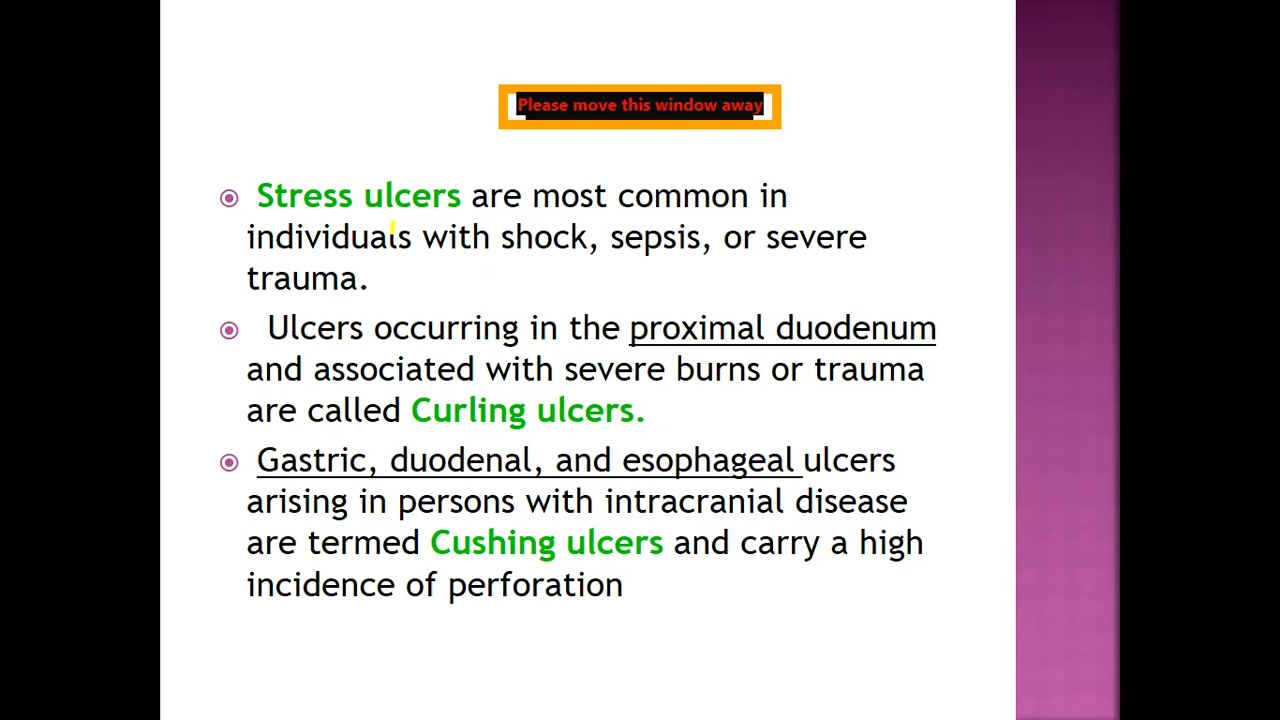 Please move this window away
Stress ulcers are most common in
individuals with shock, sepsis, or severe
trauma.
Ulcers occurring in the proximal duodenum
and associated with severe burns or trauma
are called Curling ulcers.
Gastric, duodenal, and esophageal ulcers
arising in persons with intracranial disease
are termed Cushing ulcers and carry a high
incidence of perforation